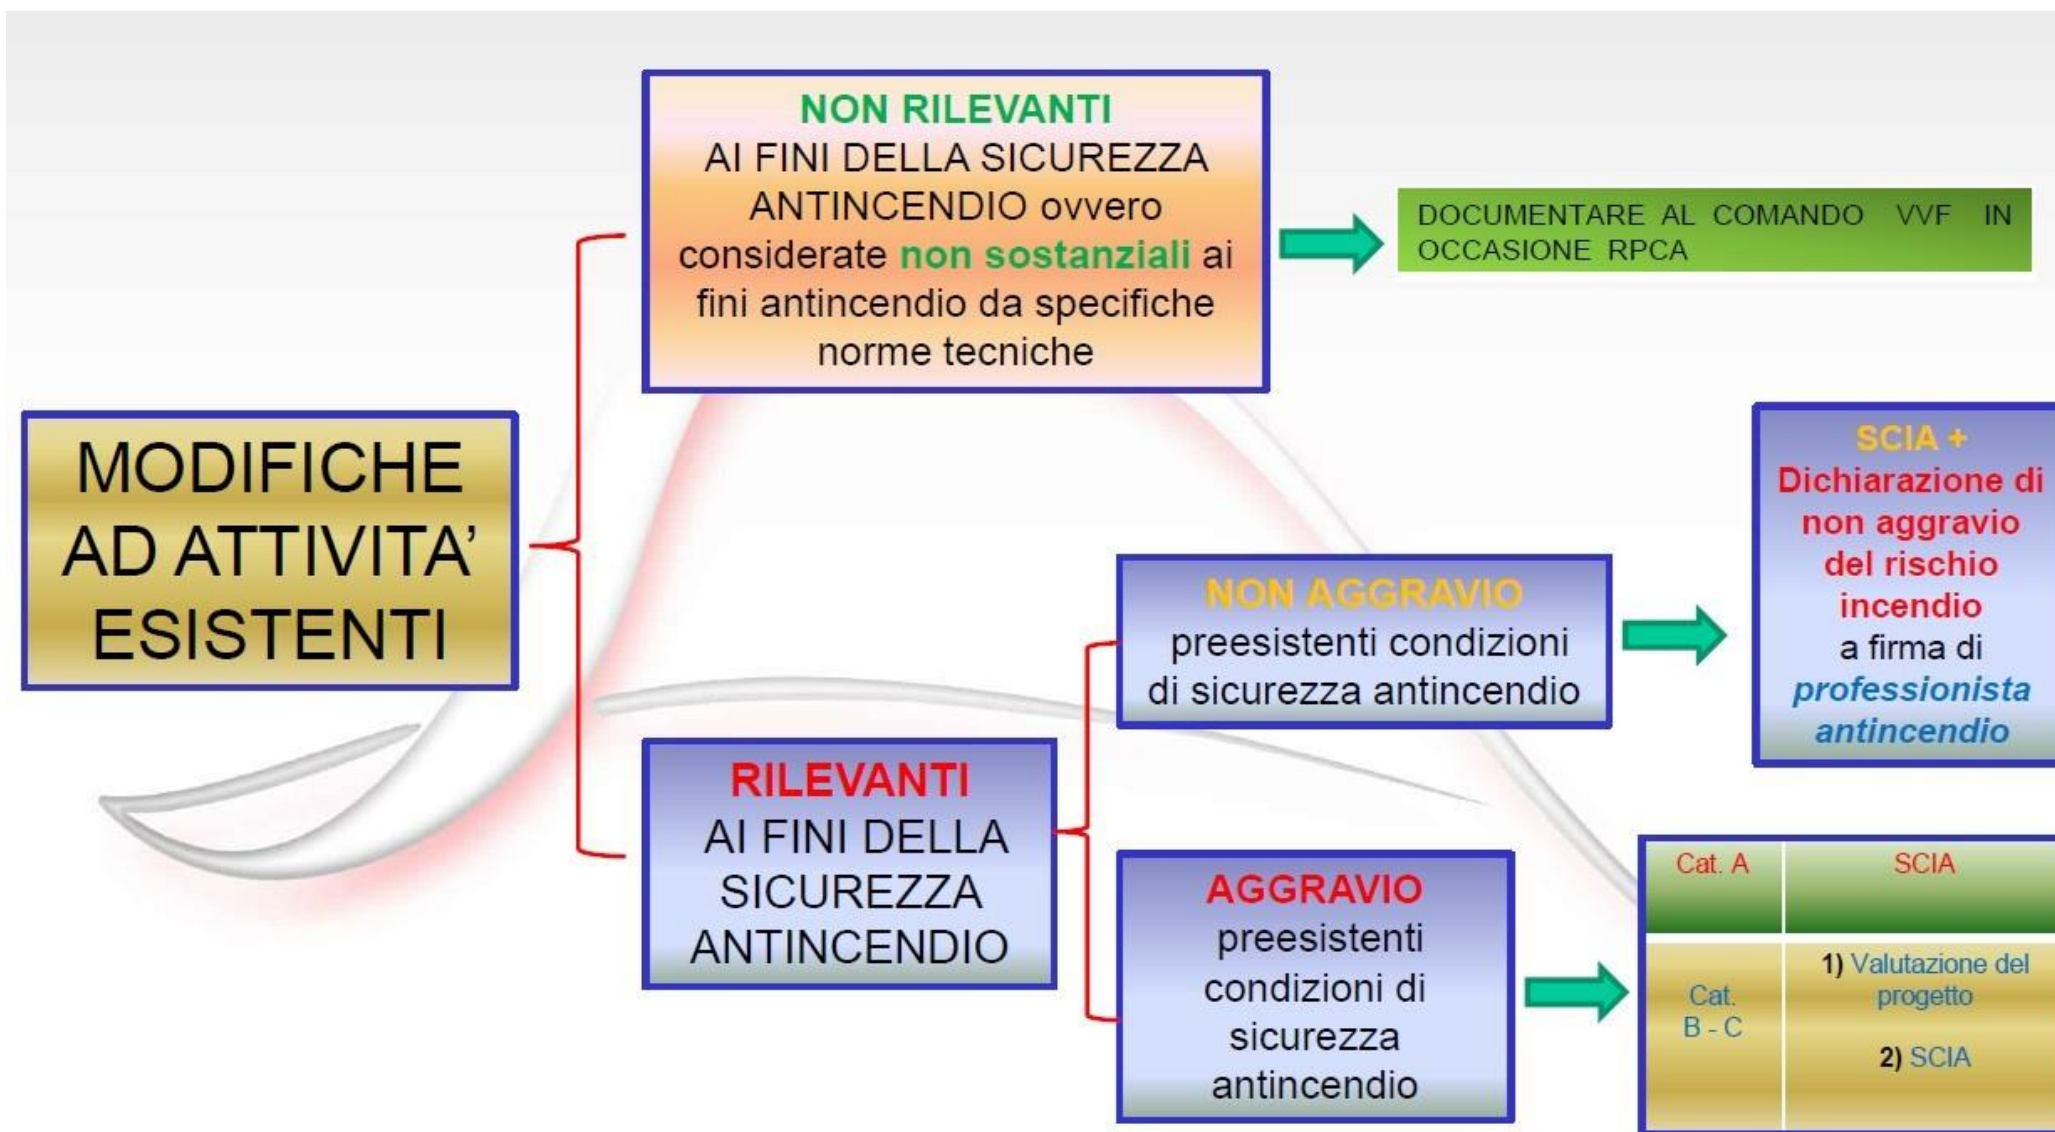 MODIFICHE
AD ATTIVITA’
ESISTENTI
NON RILEVANTI
AI FINI DELLA SICUREZZA
ANTINCENDIO ovvero
considerate non sostanziali ai
fini antincendio da specifiche
norme tecniche
DOCUMENTARE AL COMANDO VVF IN
OCCASIONE RPCA
RILEVANTI
AI FINI DELLA
SICUREZZA
ANTINCENDIO
NON AGGRAVIO
preesistenti condizioni
di sicurezza antincendio
SCIA +
Dichiarazione di
non aggravio
del rischio
incendio
a firma di
professionista
antincendio
AGGRAVIO
preesistenti
condizioni di
sicurezza
antincendio
Cat. A
SCIA
Cat.
B - C
1) Valutazione del
progetto
2) SCIA